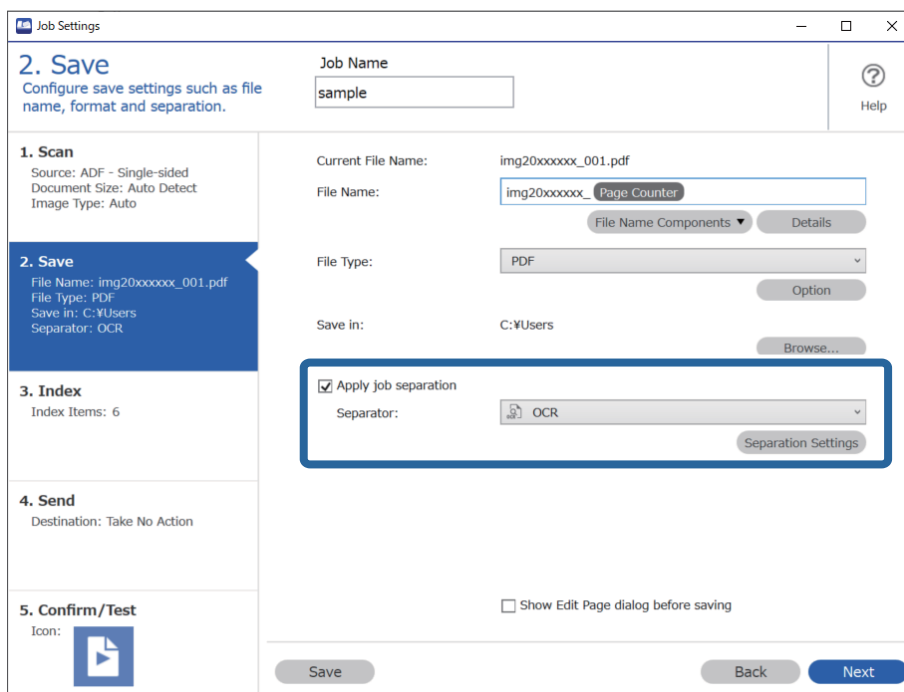 Job Settings
2. Save
Configure save settings such as file
name, format and separation.
Job Name
sample
Help
1. Scan
Source: ADF - Single-sided
Document Size: Auto Detect
Image Type: Auto
2. Save
File Name: img20xxxxxx_001.pdf
File Type: PDF
Save in: C:¥Users
Separator: OCR
3. Index
Index Items: 6
4. Send
Destination: Take No Action
5. Confirm/Test
Icon:
Current File Name: img20xxxxxx_001.pdf
File Name: img20xxxxxx_ Page Counter
File Name Components Details
File Type: PDF
Option
Save in: C:¥Users
Browse...
Apply job separation
Separator: OCR
Separation Settings
Show Edit Page dialog before saving
Save Back Next